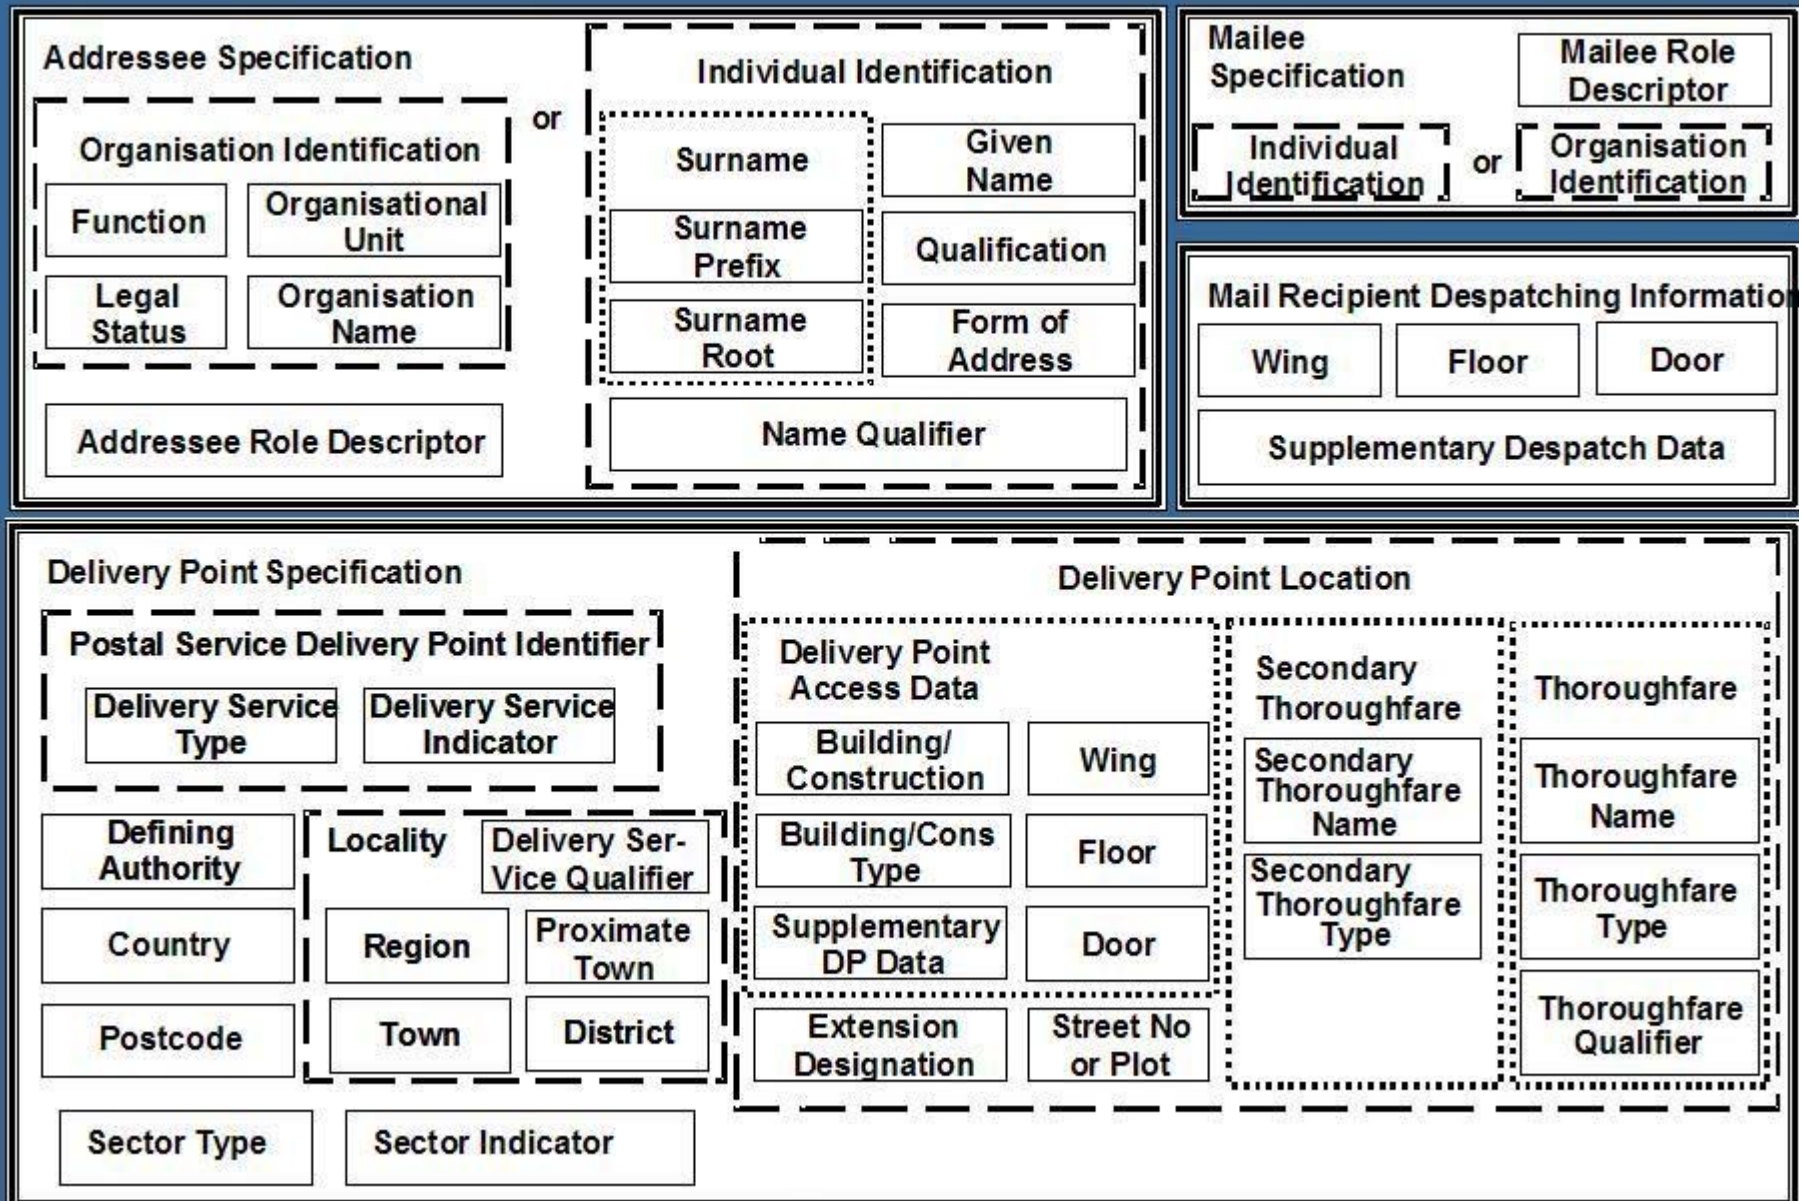 Addressee Specification
or
Organisation Identification
Function
Organisational
Unit
Legal
Status
Organisation
Name
Addressee Role Descriptor
Individual Identification
Surname
Surname
Prefix
Surname
Root
Given
Name
Qualification
Form of
Address
Name Qualifier
Mailee
Specification
Mailee Role
Descriptor
Individual
Identification
or
Organisation
Identification
Mail Recipient Despatching Information
Wing
Floor
Door
Supplementary Despatch Data
Delivery Point Specification
Postal Service Delivery Point Identifier
Delivery Service
Type
Delivery Service
Indicator
Defining
Authority
Country
Postcode
Locality
Delivery Ser-
Vice Qualifier
Region
Proximate
Town
Town
District
Sector Type
Sector Indicator
Delivery Point Location
Delivery Point
Access Data
Building/
Construction
Wing
Building/Cons
Type
Floor
Supplementary
DP Data
Door
Extension
Designation
Street No
or Plot
Secondary
Thoroughfare
Secondary
Thoroughfare
Name
Secondary
Thoroughfare
Type
Thoroughfare
Thoroughfare
Name
Thoroughfare
Type
Thoroughfare
Qualifier